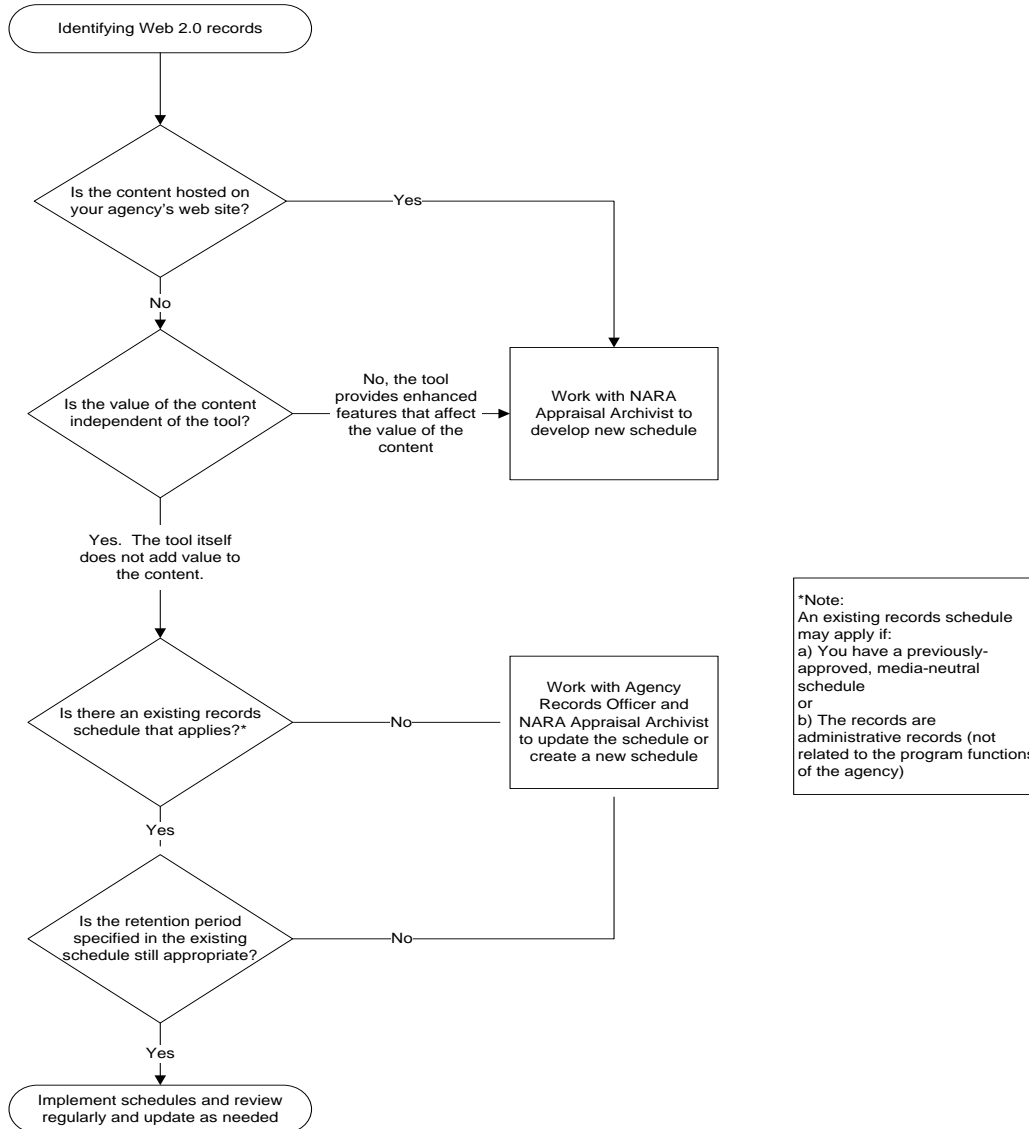 Identifying Web 2.0 records
Is the content hosted on
your agency's web site?
Yes
No
Is the value of the content
independent of the tool?
No, the tool
provides enhanced
features that affect
the value of the
content
Work with NARA
Appraisal Archivist to
develop new schedule
Yes. The tool itself
does not add value to
the content.
Is there an existing records
schedule that applies?*
No
Work with Agency
Records Officer and
NARA Appraisal Archivist
to update the schedule or
create a new schedule
*Note:
An existing records schedule
may apply if:
a) You have a previously-
approved, media-neutral
schedule
or
b) The records are
administrative records (not
related to the program functions
of the agency)
Yes
Is the retention period
specified in the existing
schedule still appropriate?
No
Yes
Implement schedules and review
regularly and update as needed